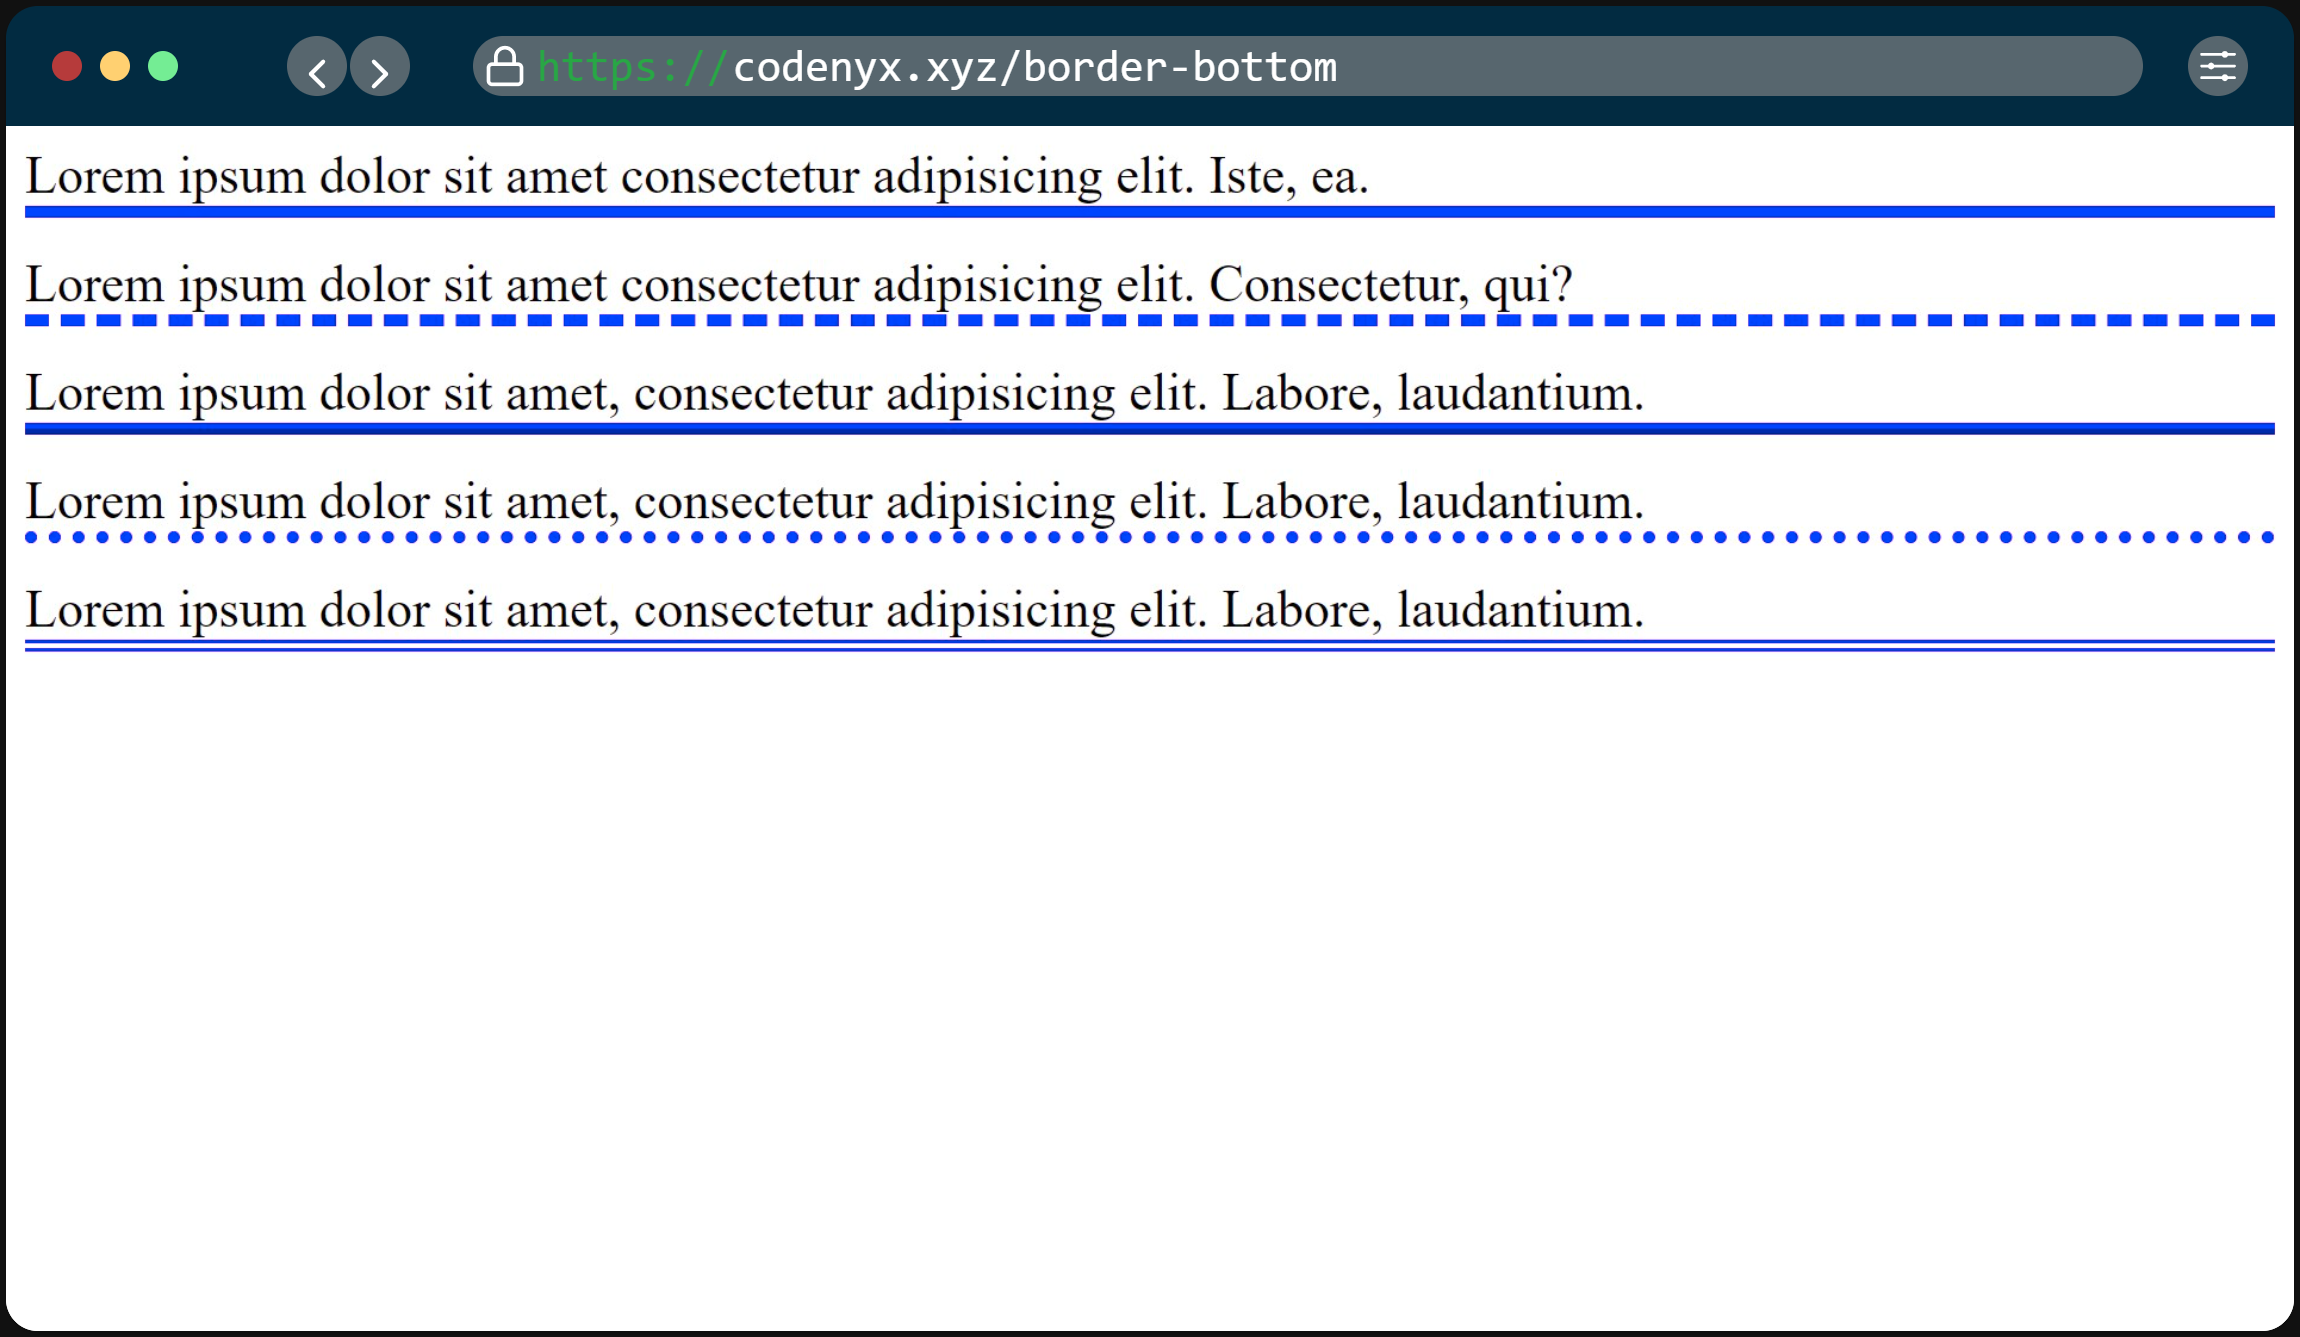 https://codenyx.xyz/border-bottom
Lorem ipsum dolor sit amet consectetur adipisicing elit. Iste, ea.
Lorem ipsum dolor sit amet consectetur adipisicing elit. Consectetur, qui?
Lorem ipsum dolor sit amet, consectetur adipisicing elit. Labore, laudantium.
Lorem ipsum dolor sit amet, consectetur adipisicing elit. Labore, laudantium.
Lorem ipsum dolor sit amet, consectetur adipisicing elit. Labore, laudantium.